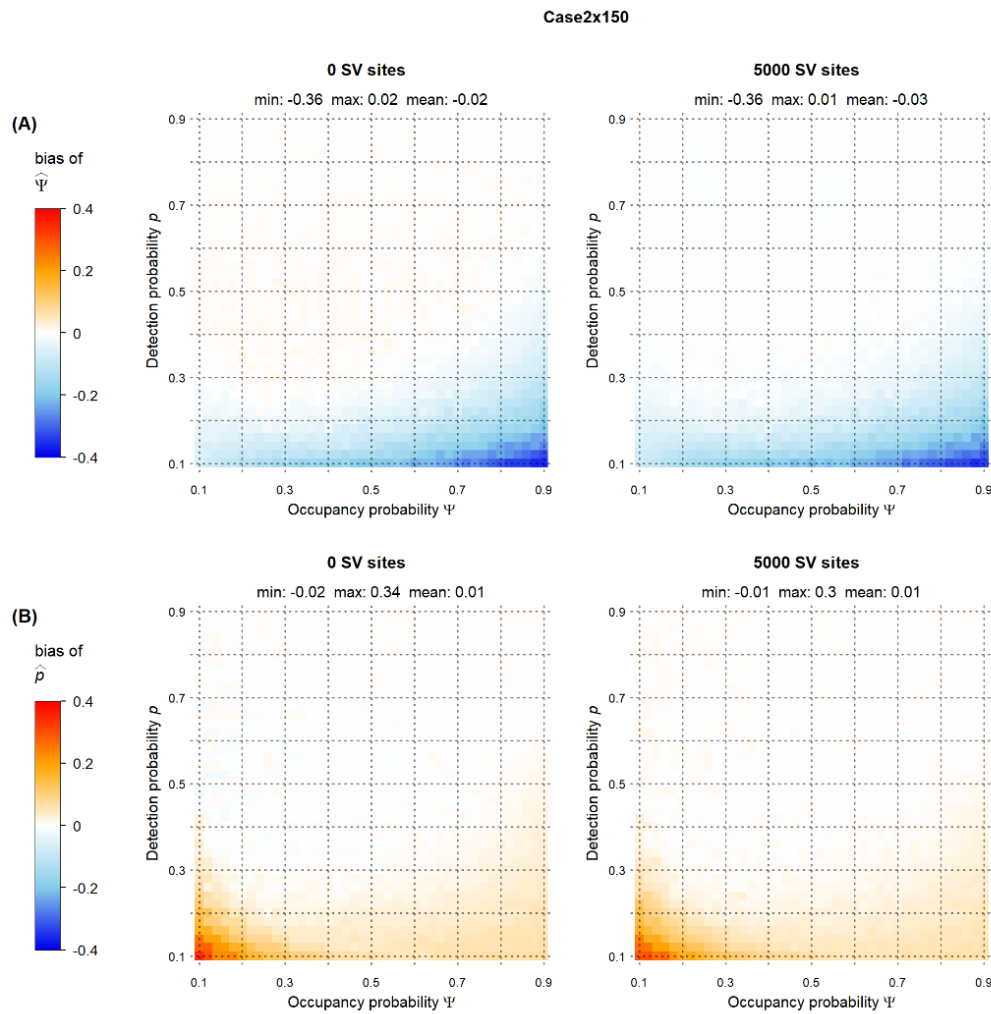 Case2x150
0 SV sites
5000 SV sites
min: -0.36 max: 0.02 mean: -0.02
min: -0.36 max: 0.01 mean: -0.03
(A)
bias of
Ψ̂
0.4
0.2
0
-0.2
-0.4
Detection probability p
0.9
0.7
0.5
0.3
0.1
0.1 0.3 0.5 0.7 0.9
Occupancy probability Ψ
Detection probability p
0.9
0.7
0.5
0.3
0.1
0.1 0.3 0.5 0.7 0.9
Occupancy probability Ψ
0 SV sites
5000 SV sites
min: -0.02 max: 0.34 mean: 0.01
min: -0.01 max: 0.3 mean: 0.01
(B)
bias of
p̂
0.4
0.2
0
-0.2
-0.4
Detection probability p
0.9
0.7
0.5
0.3
0.1
0.1 0.3 0.5 0.7 0.9
Occupancy probability Ψ
Detection probability p
0.9
0.7
0.5
0.3
0.1
0.1 0.3 0.5 0.7 0.9
Occupancy probability Ψ